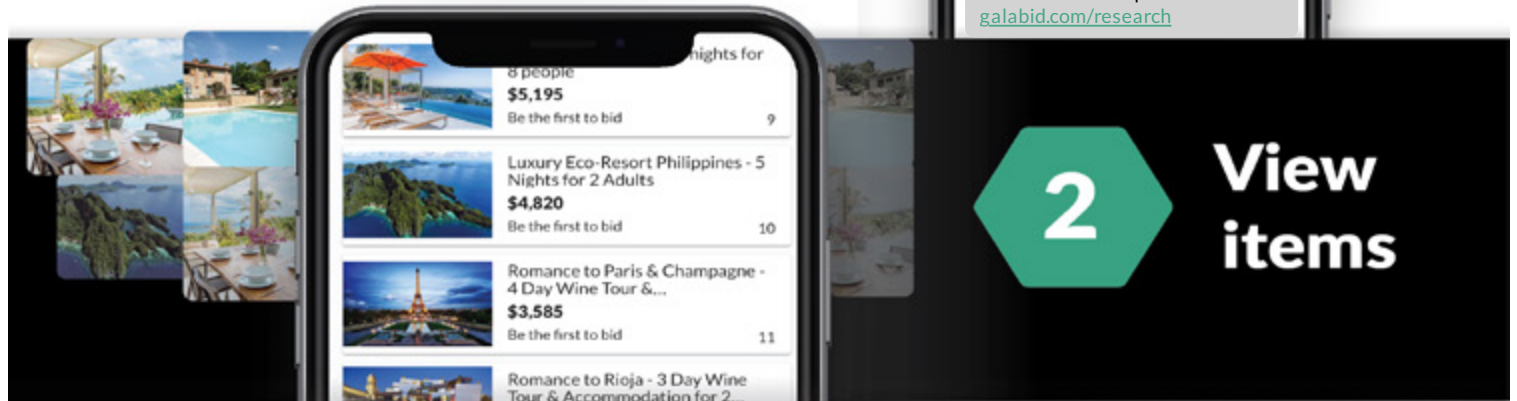 galabid.com/research
nights for
8 people
$5,195
Be the first to bid
9
Luxury Eco-Resort Philippines - 5
Nights for 2 Adults
$4,820
Be the first to bid
10
Romance to Paris & Champagne -
4 Day Wine Tour &...
$3,585
Be the first to bid
11
Romance to Rioja - 3 Day Wine
Tour & Accommodation for 2...
2
View
items